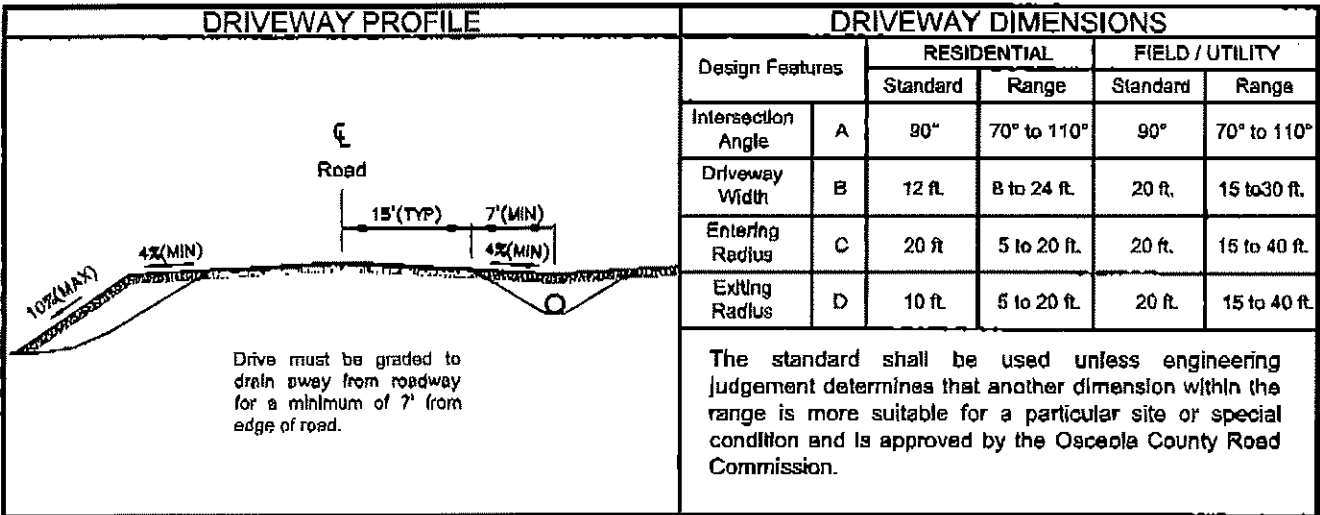 DRIVEWAY PROFILE
℄
Road
15'(TYP) 7'(MIN)
4%(MIN) 4%(MIN)
10%(MAX)
Drive must be graded to
drain away from roadway
for a minimum of 7' from
edge of road.
DRIVEWAY DIMENSIONS
Design Features RESIDENTIAL FIELD / UTILITY
Standard Range Standard Range
Intersection Angle A 90° 70° to 110° 90° 70° to 110°
Driveway Width B 12 ft. 8 to 24 ft. 20 ft. 15 to30 ft.
Entering Radius C 20 ft 5 to 20 ft. 20 ft. 15 to 40 ft.
Exiting Radius D 10 ft. 5 to 20 ft. 20 ft. 15 to 40 ft.
The standard shall be used unless engineering
judgement determines that another dimension within the
range is more suitable for a particular site or special
condition and is approved by the Osceola County Road
Commission.